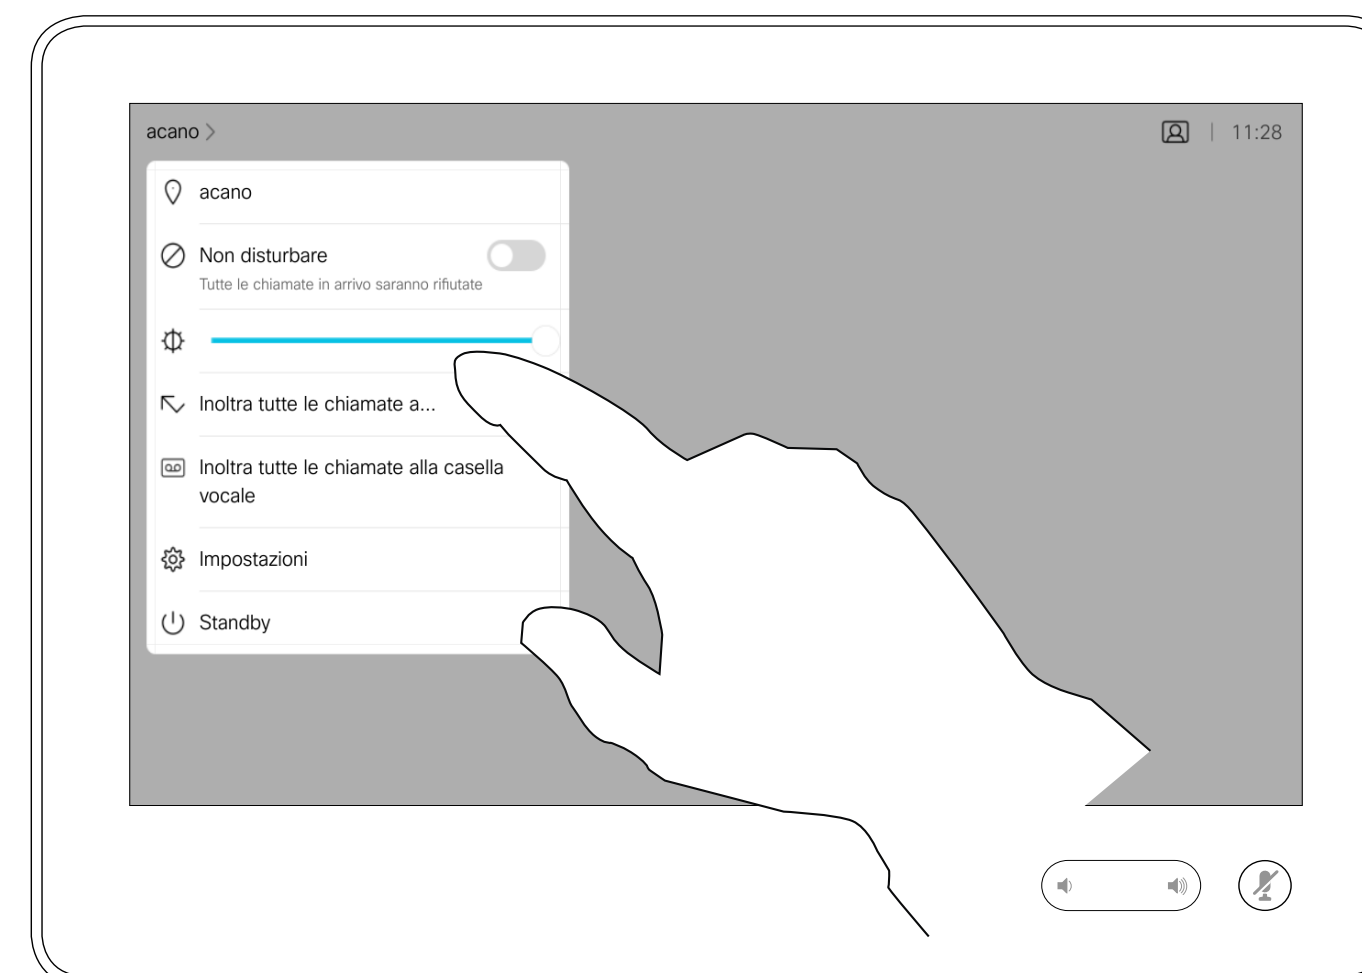 acano
11:28
acano
Non disturbare
Tutte le chiamate in arrivo saranno rifiutate
Inoltra tutte le chiamate a...
Inoltra tutte le chiamate alla casella
vocale
Impostazioni
Standby